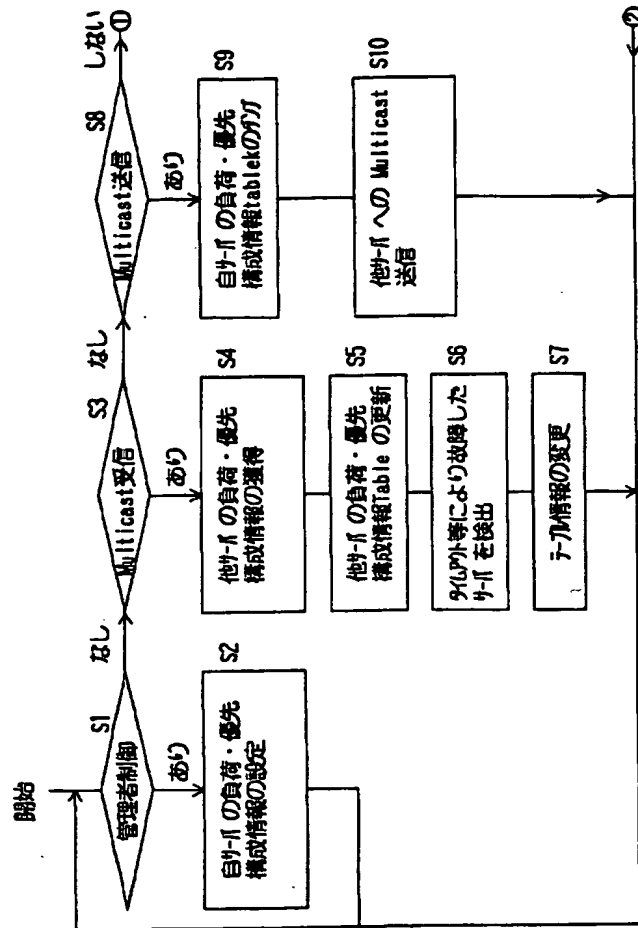 開始
管理者制御
S1
なし
あり
自サーバの負荷・優先
構成情報の設定
S2
Multicast受信
S3
なし
あり
他サーバの負荷・優先
構成情報の獲得
S4
他サーバの負荷・優先
構成情報Tableの更新
S5
タイムアウト等により故障した
サーバを検出
S6
テーブル情報の変更
S7
Multicast送信
S8
しない
①
あり
自サーバの負荷・優先
構成情報tablekの
S9
他サーバへのMulticast
送信
S10
②